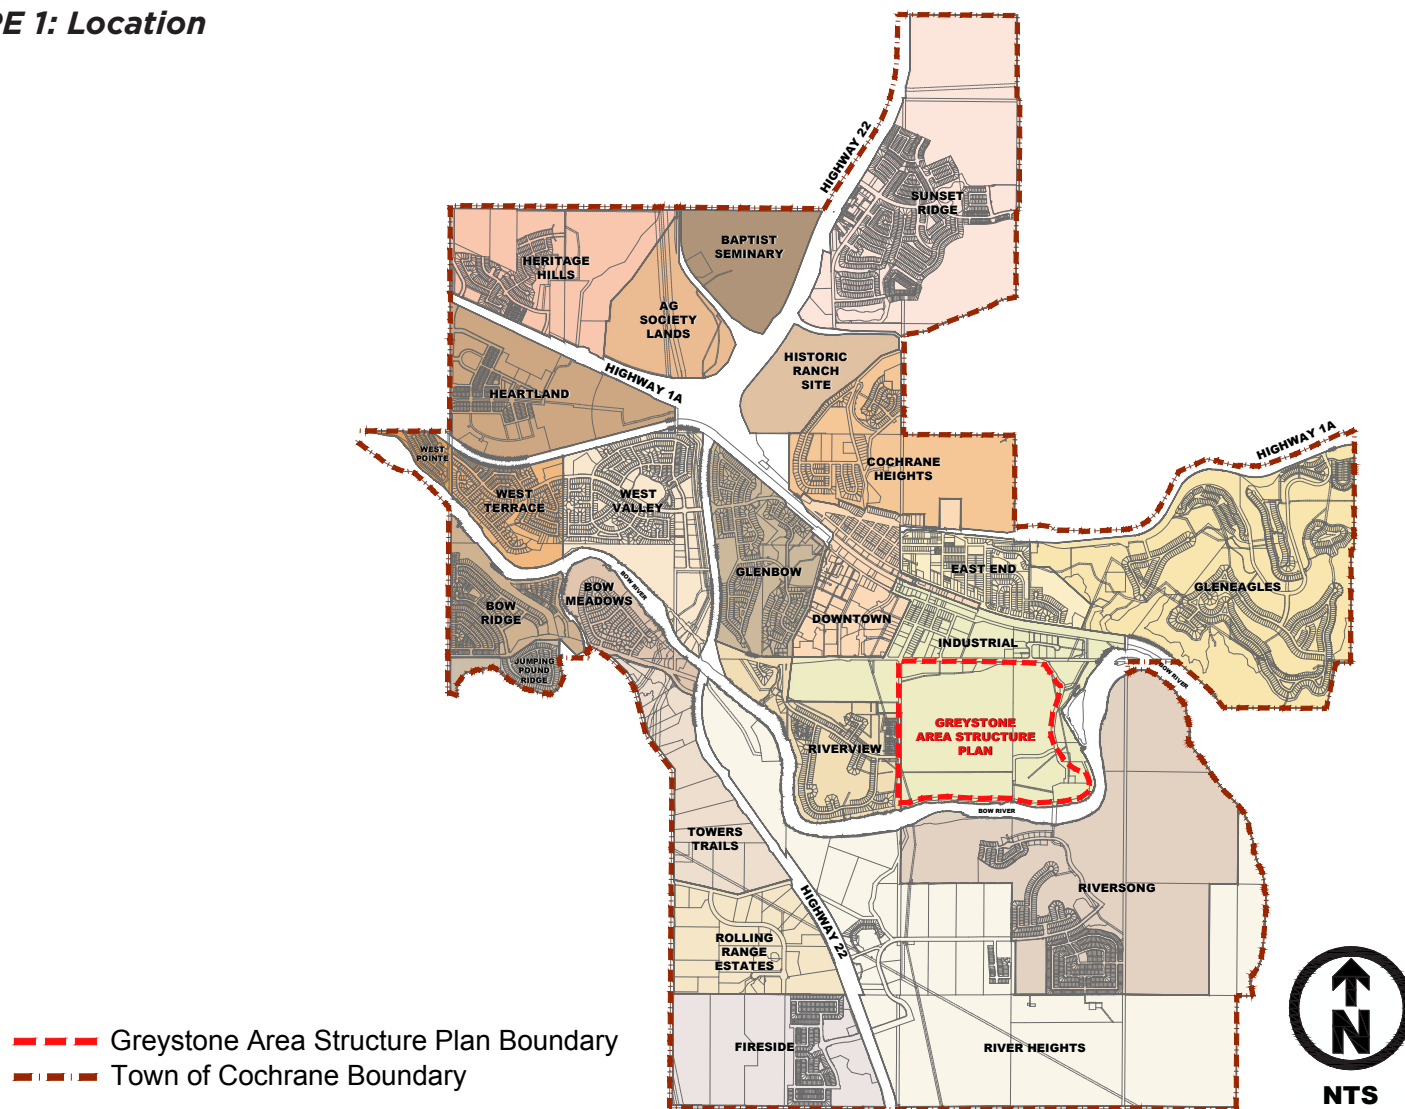 PE 1: Location
HIGHWAY 22
SUNSET
RIDGE
BAPTIST
SEMINARY
HERITAGE
HILLS
AG
SOCIETY
LANDS
HISTORIC
RANCH
SITE
HIGHWAY 1A
HEARTLAND
HIGHWAY 1A
WEST
POINTE
COCHRANE
HEIGHTS
WEST
TERRACE
WEST
VALLEY
GLENBOW
EAST END
GLENEAGLES
BOW RIVER
BOW
MEADOWS
BOW
RIDGE
DOWNTOWN
INDUSTRIAL
JUMPING
POUND
RIDGE
BOW RIVER
GREYSTONE
AREA STRUCTURE
PLAN
RIVERVIEW
BOW RIVER
TOWERS
TRAILS
RIVERSONG
HIGHWAY 22
ROLLING
RANGE
ESTATES
FIRESIDE
RIVER HEIGHTS
Greystone Area Structure Plan Boundary
Town of Cochrane Boundary
N
NTS